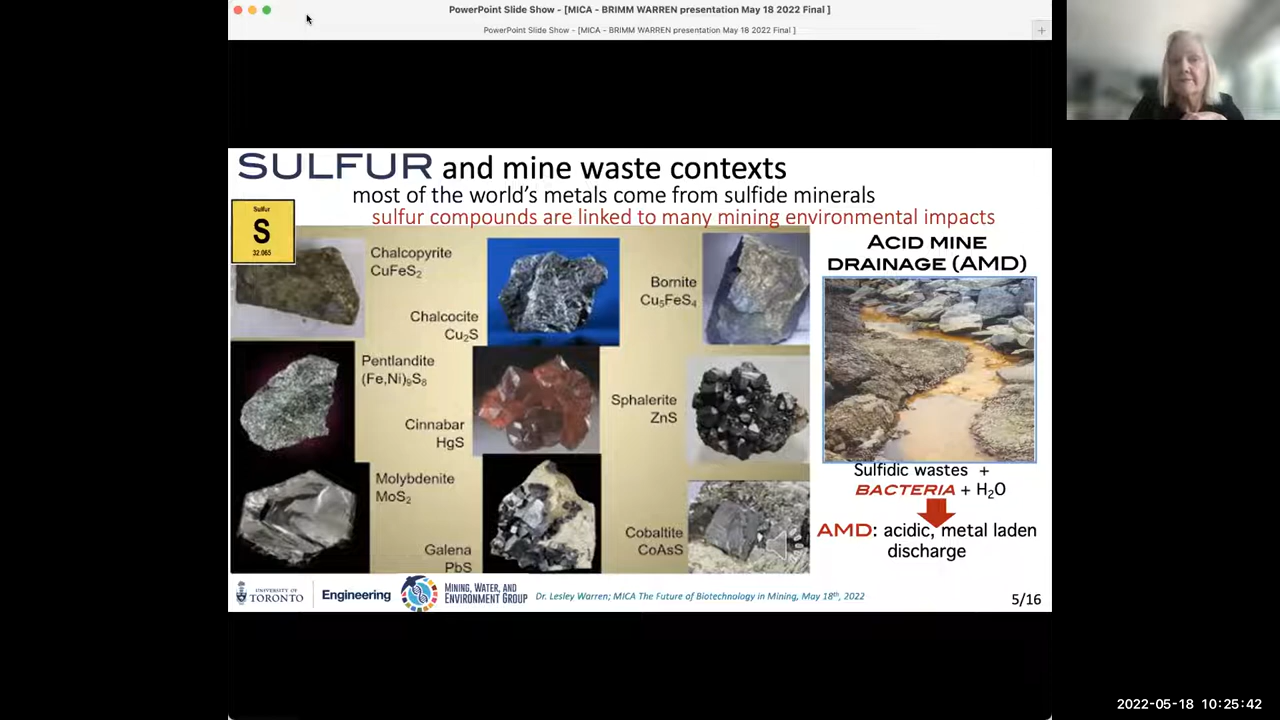 PowerPoint Slide Show - [MICA - BRIMM WARREN presentation May 18 2022 Final ]
PowerPoint Slide Show - [MICA - BRIMM WARREN presentation May 18 2022 Final ]
SULFUR and mine waste contexts
most of the world's metals come from sulfide minerals
sulfur compounds are linked to many mining environmental impacts
Sulfur
S
32.065
Chalcopyrite
CuFeS₂
Chalcocite
Cu₂S
Bornite
Cu₅FeS₄
Pentlandite
(Fe,Ni)₉S₈
Cinnabar
HgS
Sphalerite
ZnS
Molybdenite
MoS₂
Galena
PbS
Cobaltite
CoAsS
ACID MINE
DRAINAGE (AMD)
Sulfidic wastes +
BACTERIA + H₂O
AMD: acidic, metal laden
discharge
UNIVERSITY OF
TORONTO
Engineering
MINING, WATER, AND
ENVIRONMENT GROUP
Dr. Lesley Warren; MICA The Future of Biotechnology in Mining, May 18th, 2022
5/16
2022-05-18 10:25:42